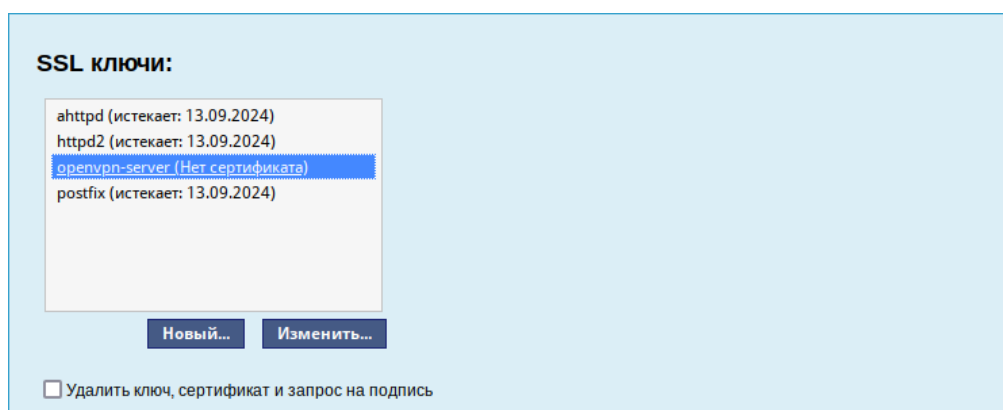 SSL ключи:
ahttpd (истекает: 13.09.2024)
httpd2 (истекает: 13.09.2024)
openvpn-server (Нет сертификата)
postfix (истекает: 13.09.2024)
Новый... Изменить...
Удалить ключ, сертификат и запрос на подпись